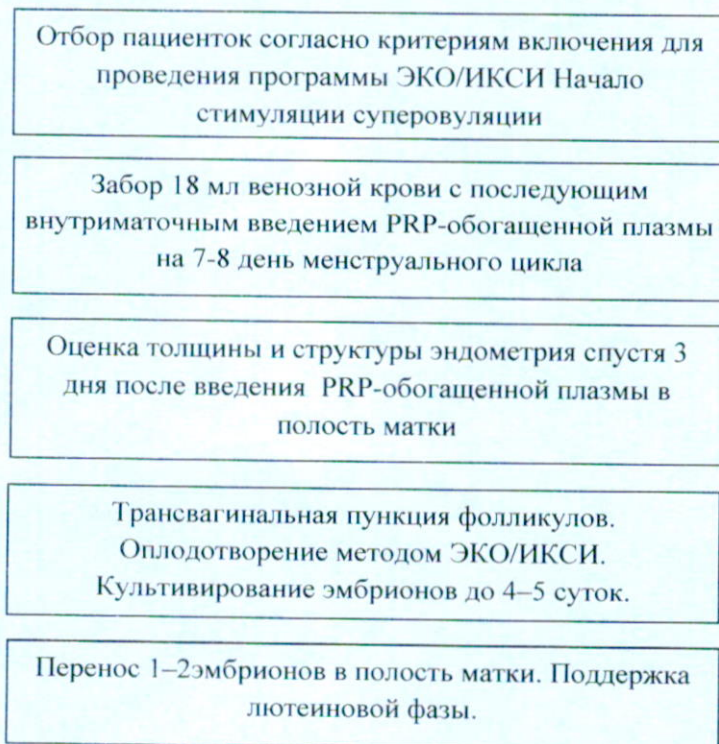 Отбор пациенток согласно критериям включения для
проведения программы ЭКО/ИКСИ Начало
стимуляции суперовуляции
Забор 18 мл венозной крови с последующим
внутриматочным введением PRP-обогащенной плазмы
на 7-8 день менструального цикла
Оценка толщины и структуры эндометрия спустя 3
дня после введения PRP-обогащенной плазмы в
полость матки
Трансвагинальная пункция фолликулов.
Оплодотворение методом ЭКО/ИКСИ.
Культивирование эмбрионов до 4–5 суток.
Перенос 1–2эмбрионов в полость матки. Поддержка
лютеиновой фазы.